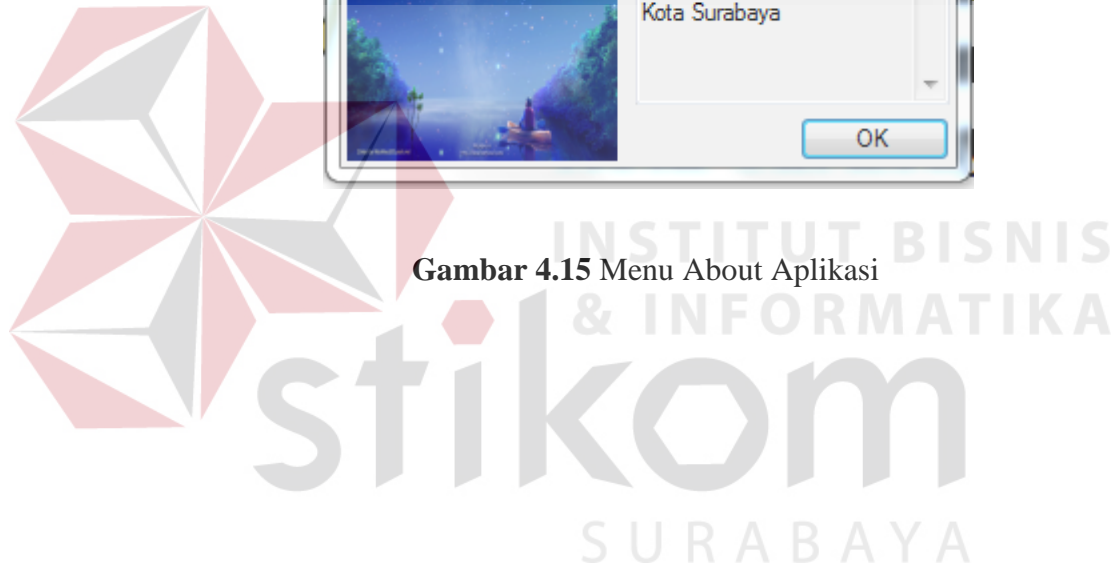 Kota Surabaya
OK
INSTITUT BISNIS
Gambar 4.15 Menu About Aplikasi
& INFORMATIKA
stikom
SURABAYA